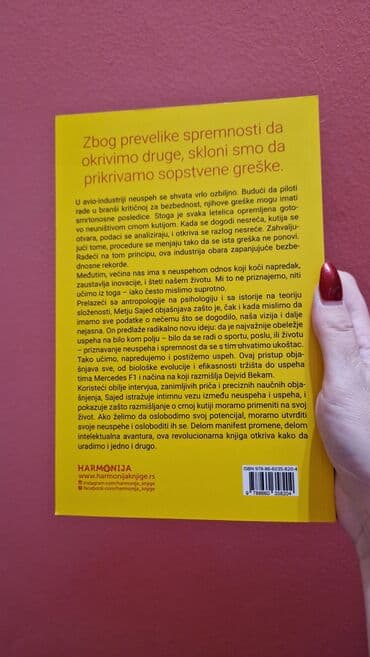 Zbog prevelike spremnosti da
okrivimo druge, skloni smo da
prikrivamo sopstvene greške.
U avio-industriji neuspeh se shvata vrlo ozbiljno. Budući da piloti
rade u branši kritičnoj za bezbednost, njihove greške mogu imati
smrtonosne posledice. Stoga je svaka letelica opremljena goto-
vo neuništivom crnom kutijom. Kada se dogodi nesreća, kutija se
otvara, podaci se analiziraju, i otkriva se razlog nesreće. Zahvalju-
jući tome, procedure se menjaju tako da se ista greška ne ponovi.
Radeći na tom principu, ova industrija obara zapanjujuće bezbe-
dnosne rekorde.
Međutim, većina nas ima s neuspehom odnos koji koči napredak,
zaustavlja inovacije, i šteti našem životu. Mi to ne priznajemo, niti
učimo iz toga – iako često mislimo suprotno.
Prelazeći sa antropologije na psihologiju i sa istorije na teoriju
složenosti, Metju Sajed objašnjava zašto je, čak i kada mislimo da
imamo sve podatke o nečemu što se dogodilo, naša vizija i dalje
nejasna. On predlaže radikalno novu ideju: da je najvažnije obeležje
uspeha na bilo kom polju – bilo da se radi o sportu, poslu, ili životu
– priznavanje neuspeha i spremnost da se s tim uhvatimo ukoštac.
Tako učimo, napredujemo i postižemo uspeh. Ovaj pristup obja-
šnjava sve, od biološke evolucije i efikasnosti tržišta do uspeha
tima Mercedes F1 i načina na koji razmišlja Dejvid Bekam.
Koristeći obilje intervjua, zanimljivih priča i preciznih naučnih obja-
šnjenja, Sajed istražuje intimnu vezu između neuspeha i uspeha, i
pokazuje zašto razmišljanje o crnoj kutiji moramo primeniti na svoj
život. Ako želimo da oslobodimo svoj potencijal, moramo utvrditi
svoje neuspehe i osloboditi ih se. Delom manifest promene, delom
intelektualna avantura, ova revolucionarna knjiga otkriva kako da
uradimo i jedno i drugo.
HARMONIJA
www.harmonijaknjige.rs
instagram.com/harmonija_knjige
facebook.com/harmonija_knjige
ISBN 978-86-6035-820-4
9 788660 358204